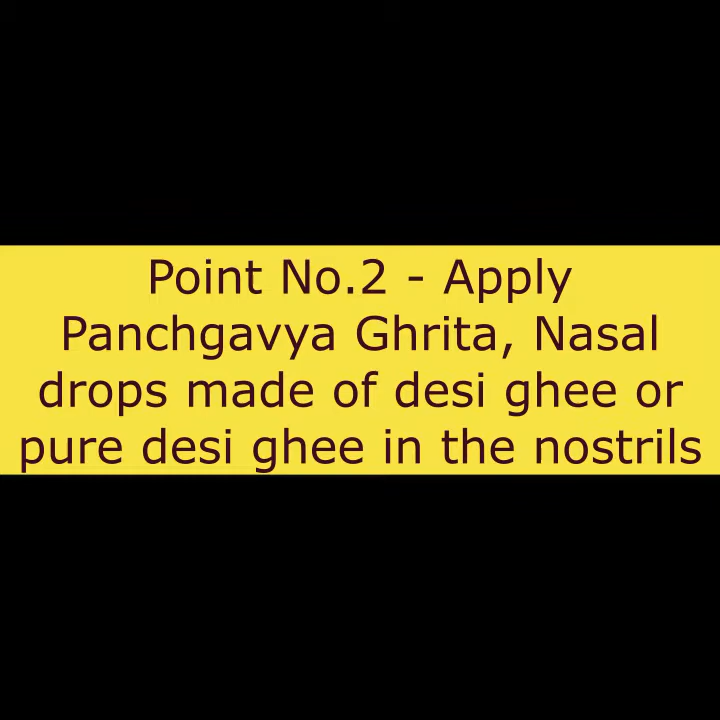 Point No.2 - Apply
Panchgavya Ghrita, Nasal
drops made of desi ghee or
pure desi ghee in the nostrils